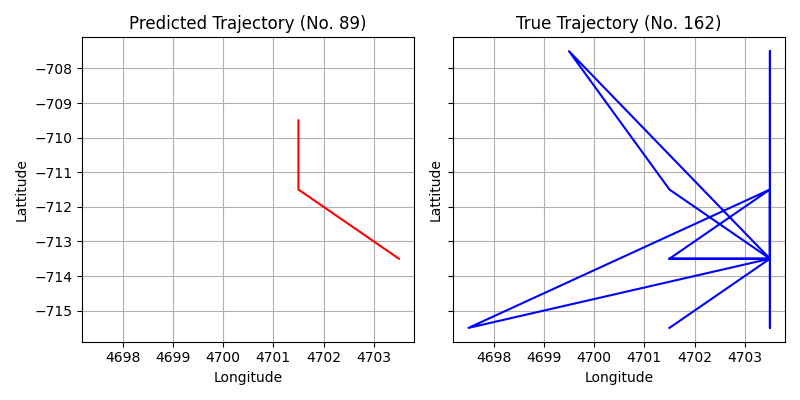 Predicted Trajectory (No. 89)
−708
−709
−710
−711
−712
−713
−714
−715
Lattitude
4698 4699 4700 4701 4702 4703
Longitude
True Trajectory (No. 162)
Lattitude
4698 4699 4700 4701 4702 4703
Longitude